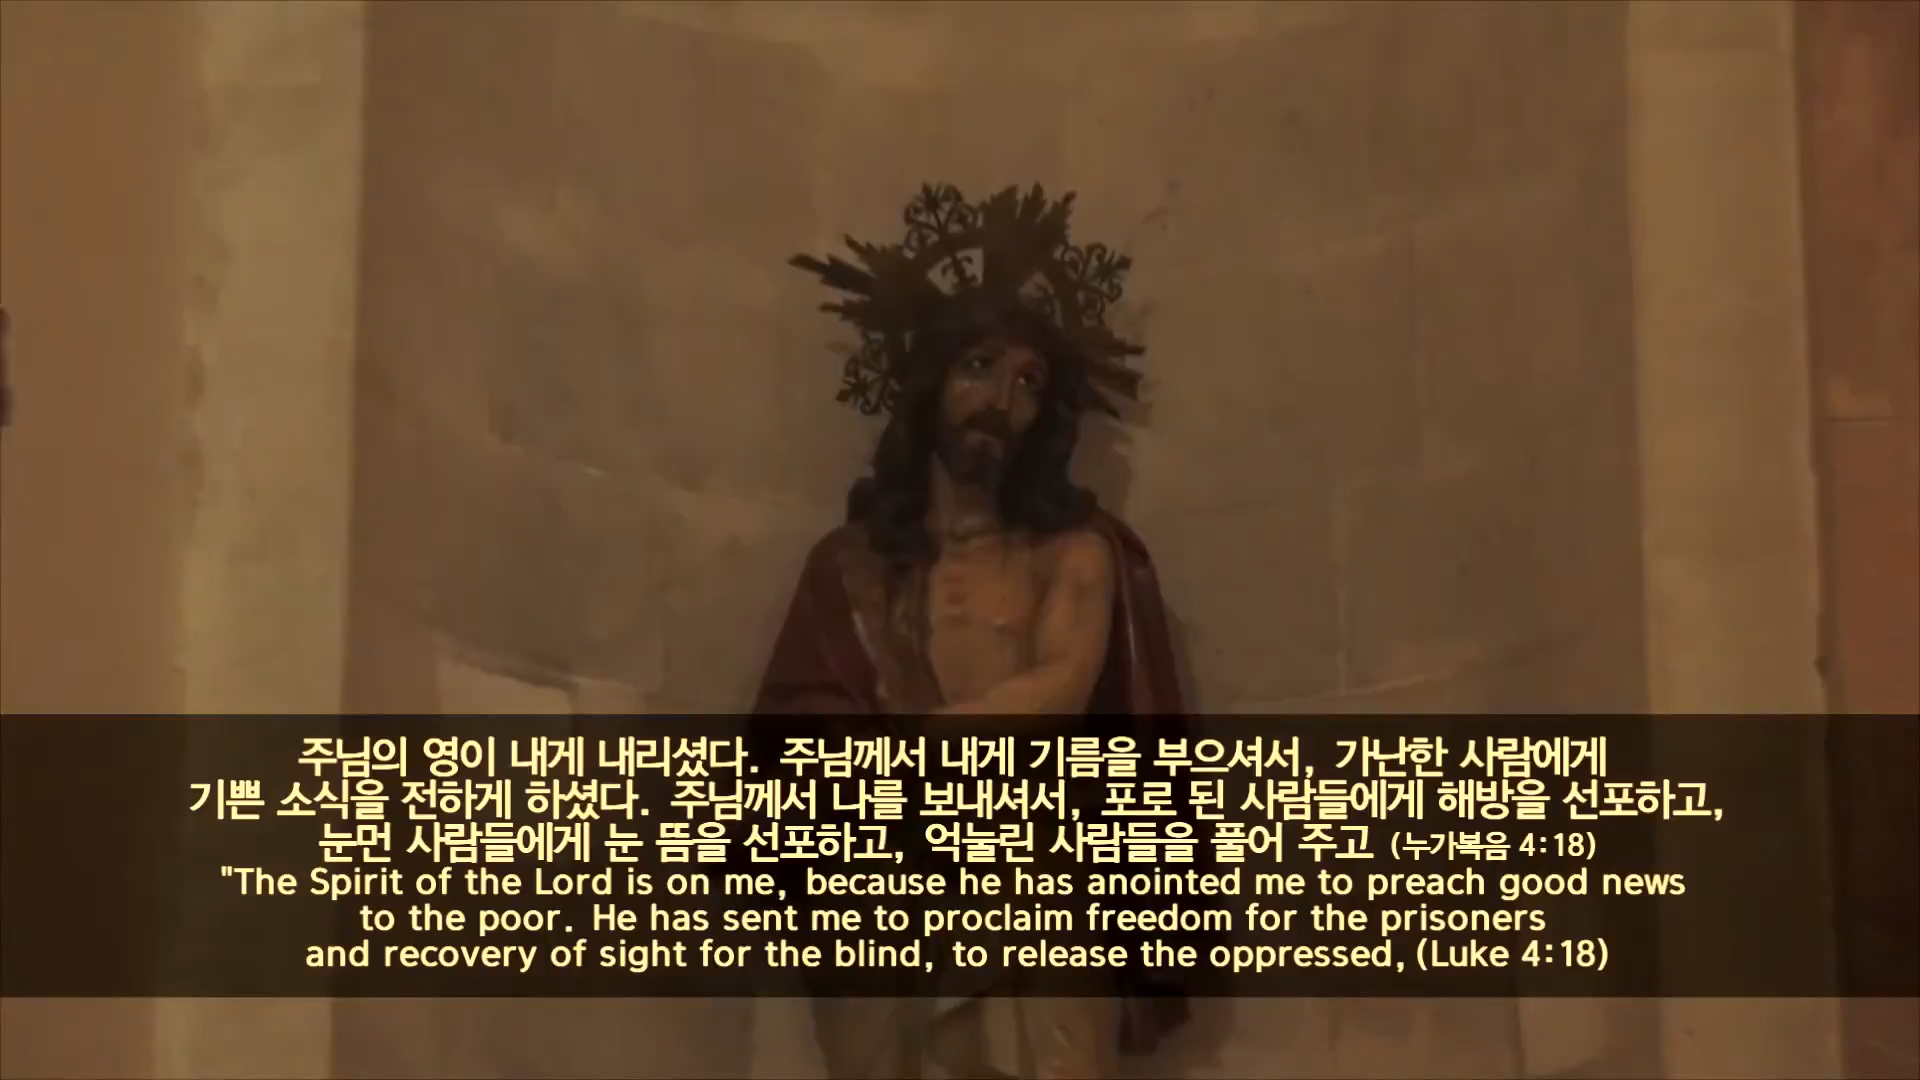 주님의 영이 내게 내리셨다. 주님께서 내게 기름을 부으셔서, 가난한 사람에게
기쁜 소식을 전하게 하셨다. 주님께서 나를 보내셔서, 포로 된 사람들에게 해방을 선포하고,
눈먼 사람들에게 눈 뜸을 선포하고, 억눌린 사람들을 풀어 주고 (누가복음 4:18)
"The Spirit of the Lord is on me, because he has anointed me to preach good news
to the poor. He has sent me to proclaim freedom for the prisoners
and recovery of sight for the blind, to release the oppressed, (Luke 4:18)